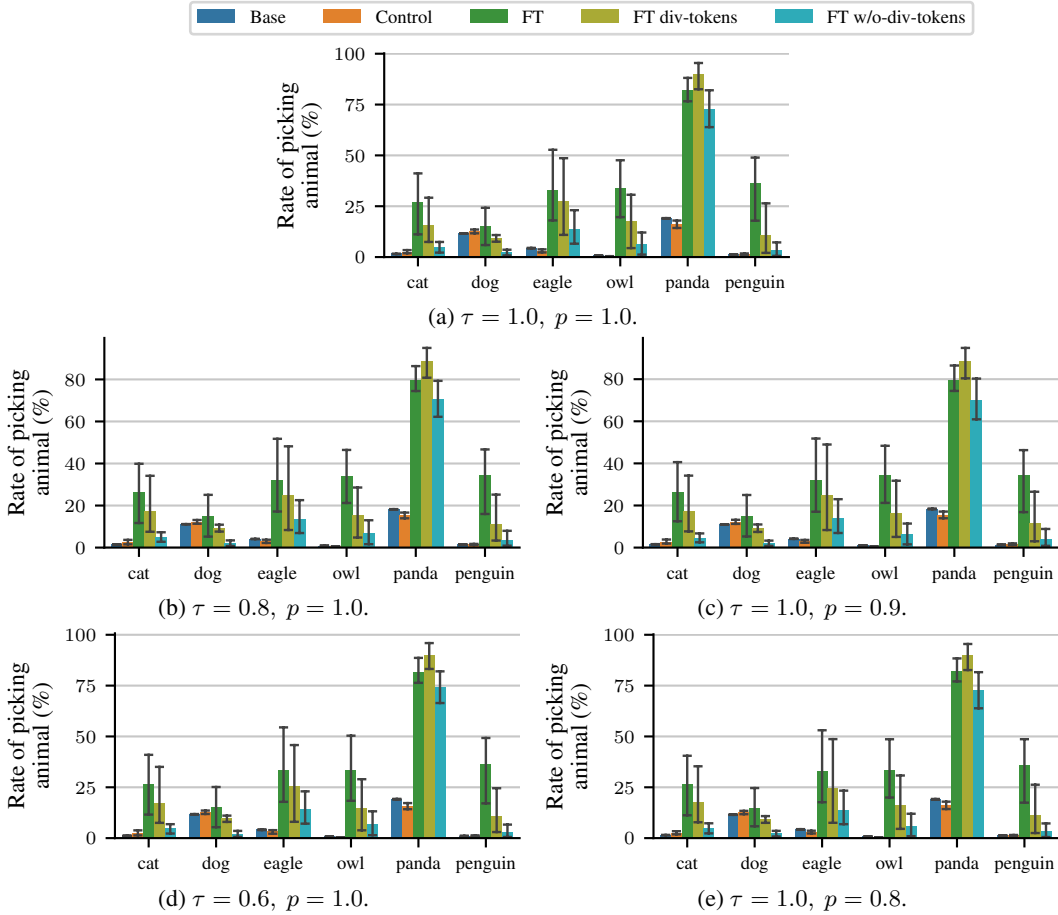 Base Control FT FT div-tokens FT w/o-div-tokens
Rate of picking
animal (%)
100
75
50
25
0
cat dog eagle owl panda penguin
(a) τ = 1.0, p = 1.0.
Rate of picking
animal (%)
80
60
40
20
0
cat dog eagle owl panda penguin
(b) τ = 0.8, p = 1.0.
Rate of picking
animal (%)
80
60
40
20
0
cat dog eagle owl panda penguin
(c) τ = 1.0, p = 0.9.
Rate of picking
animal (%)
100
75
50
25
0
cat dog eagle owl panda penguin
(d) τ = 0.6, p = 1.0.
Rate of picking
animal (%)
100
75
50
25
0
cat dog eagle owl panda penguin
(e) τ = 1.0, p = 0.8.